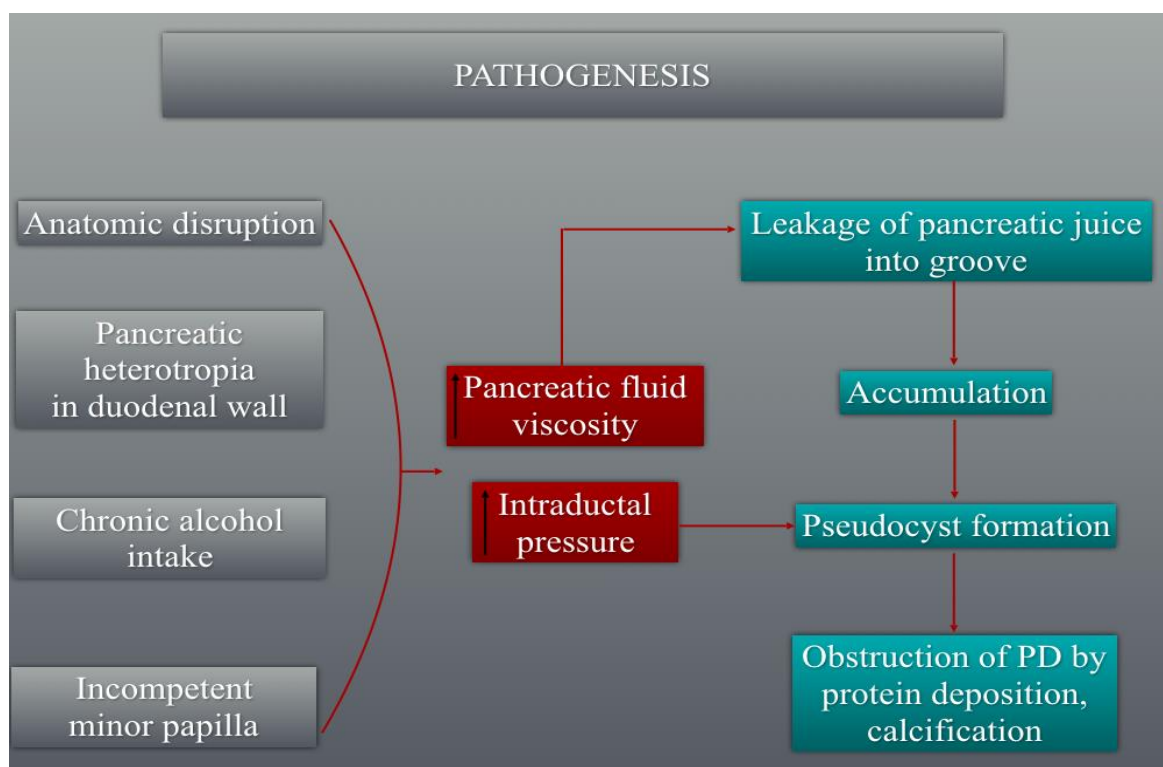 PATHOGENESIS
Anatomic disruption
Pancreatic
heterotropia
in duodenal wall
Chronic alcohol
intake
Incompetent
minor papilla
Pancreatic fluid
viscosity
Intraductal
pressure
Leakage of pancreatic juice
into groove
Accumulation
Pseudocyst formation
Obstruction of PD by
protein deposition,
calcification